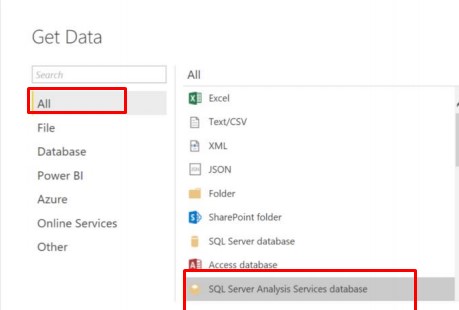 Get Data
Search
All
File
Database
Power BI
Azure
Online Services
Other
All
Excel
Text/CSV
XML
JSON
Folder
SharePoint folder
SQL Server database
Access database
SQL Server Analysis Services database